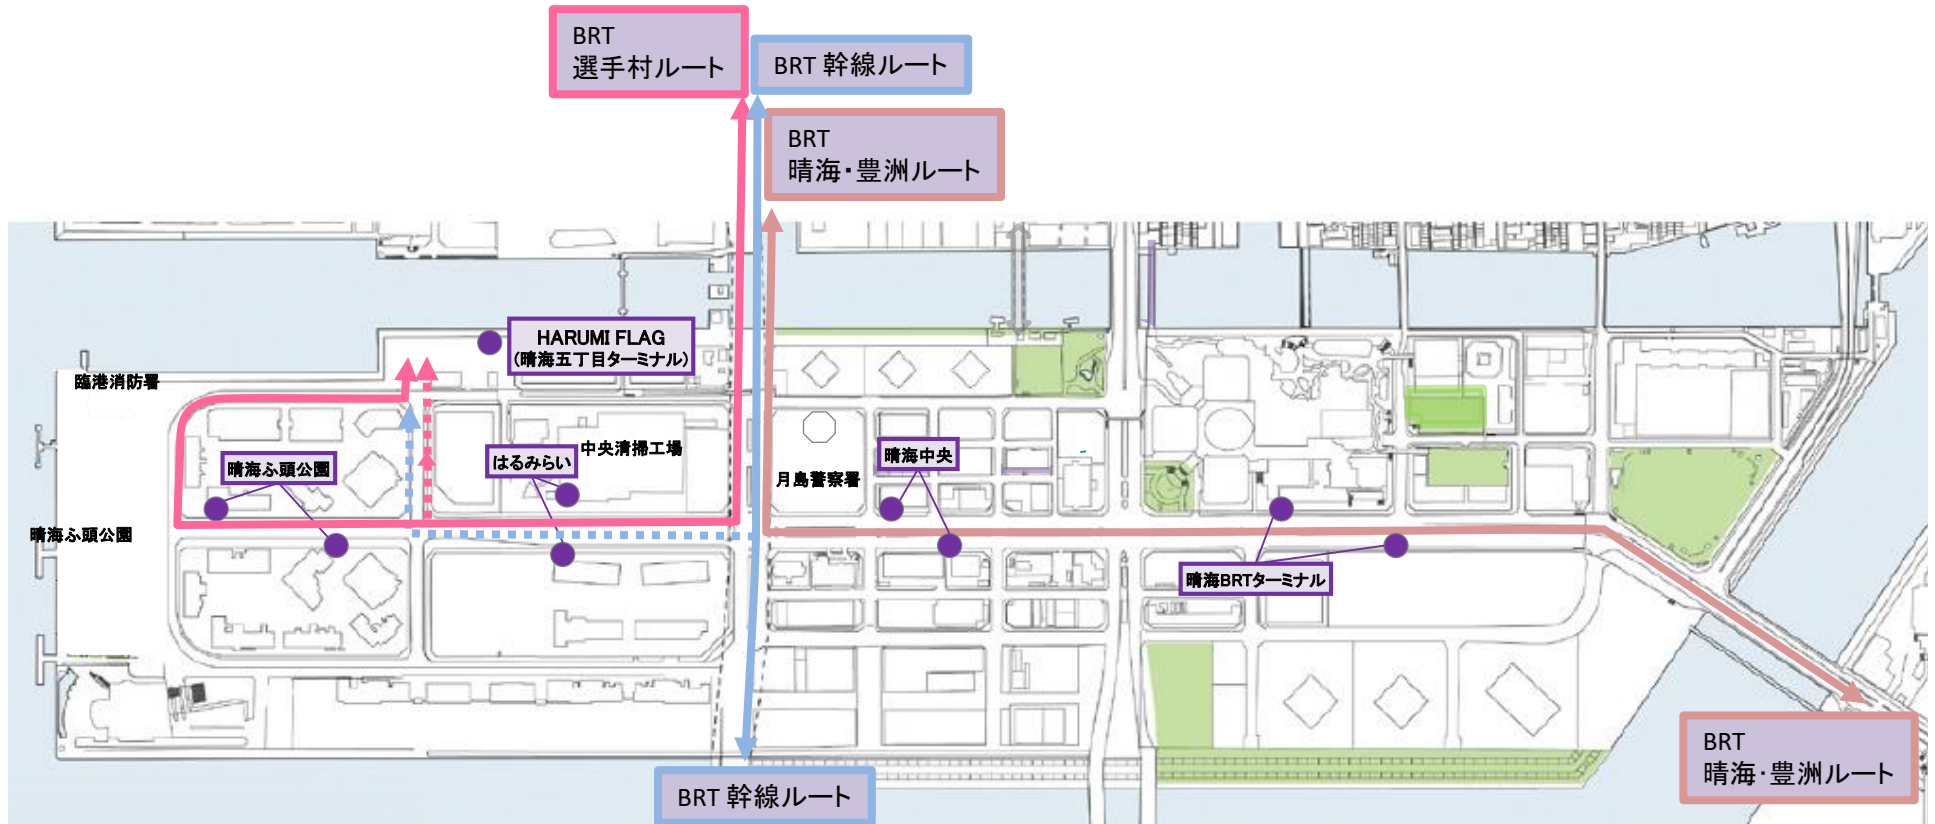 BRT
選手村ルート
BRT 幹線ルート
BRT
晴海・豊洲ルート
HARUMI FLAG
(晴海五丁目ターミナル)
臨港消防署
晴海ふ頭公園
はるみらい
中央清掃工場
月島警察署
晴海中央
晴海ふ頭公園
晴海BRTターミナル
BRT 幹線ルート
BRT
晴海・豊洲ルート